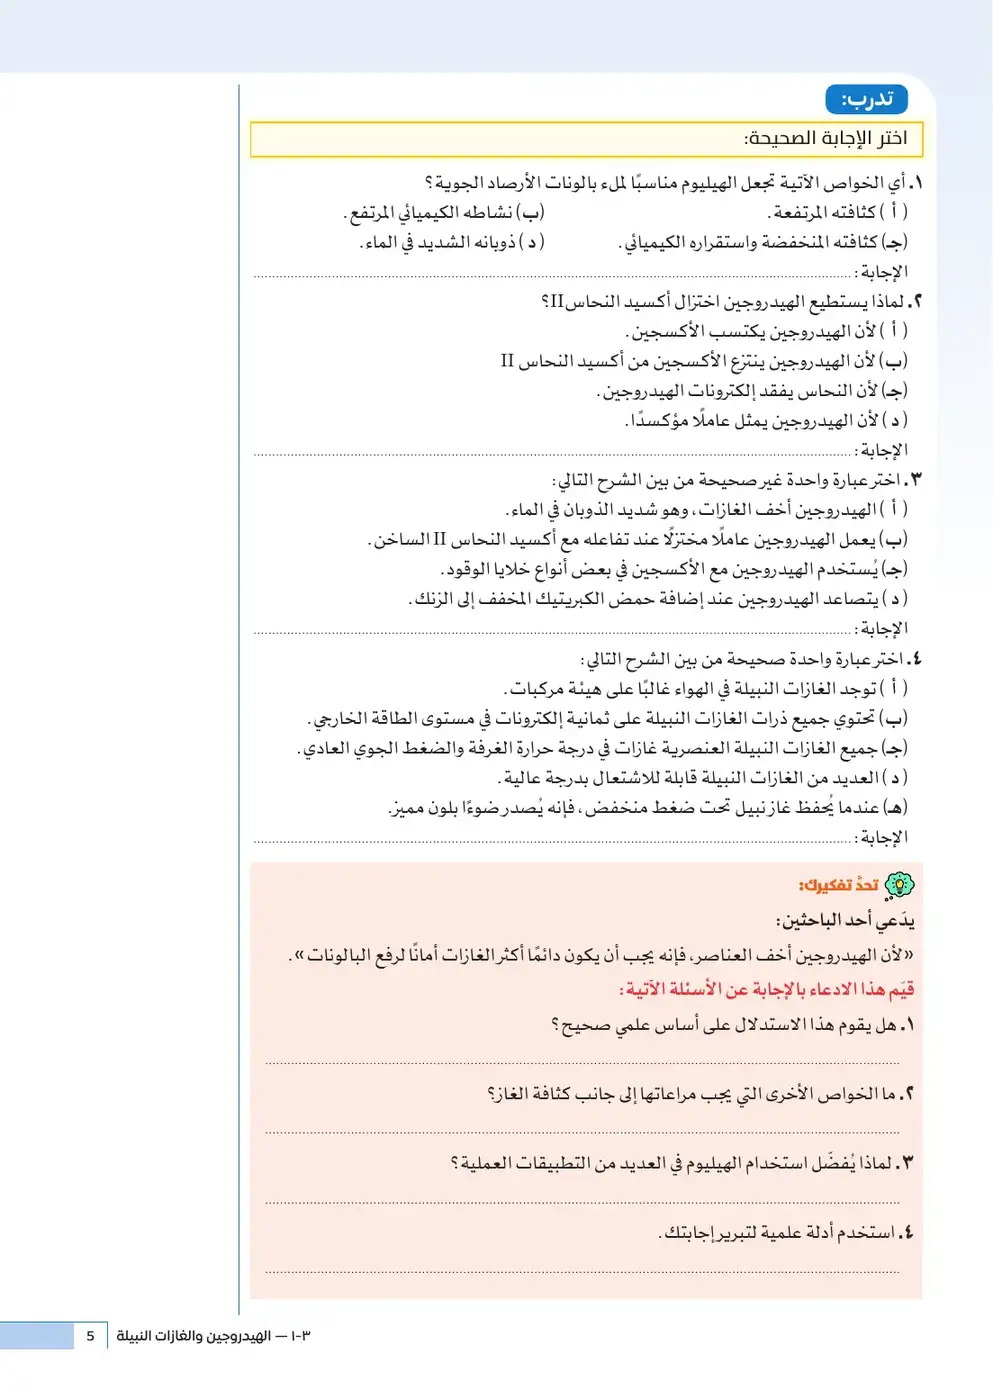 تدرب:
اختر الإجابة الصحيحة:
١. أي الخواص الآتية تجعل الهيليوم مناسبًا لملء بالونات الأرصاد الجوية؟
( أ ) كثافته المرتفعة. (ب) نشاطه الكيميائي المرتفع.
(جـ) كثافته المنخفضة واستقراره الكيميائي. ( د ) ذوبانه الشديد في الماء.
الإجابة: ........................................................................
٢. لماذا يستطيع الهيدروجين اختزال أكسيد النحاسII؟
( أ ) لأن الهيدروجين يكتسب الأكسجين.
(ب) لأن الهيدروجين ينتزع الأكسجين من أكسيد النحاس II
(جـ) لأن النحاس يفقد إلكترونات الهيدروجين.
( د ) لأن الهيدروجين يمثل عاملًا مؤكسدًا.
الإجابة: ........................................................................
٣. اختر عبارة واحدة غير صحيحة من بين الشرح التالي:
( أ ) الهيدروجين أخف الغازات، وهو شديد الذوبان في الماء.
(ب) يعمل الهيدروجين عاملًا مختزلًا عند تفاعله مع أكسيد النحاس II الساخن.
(جـ) يُستخدم الهيدروجين مع الأكسجين في بعض أنواع خلايا الوقود.
( د ) يتصاعد الهيدروجين عند إضافة حمض الكبريتيك المخفف إلى الزنك.
الإجابة: ........................................................................
٤. اختر عبارة واحدة صحيحة من بين الشرح التالي:
( أ ) توجد الغازات النبيلة في الهواء غالبًا على هيئة مركبات.
(ب) تحتوي جميع ذرات الغازات النبيلة على ثمانية إلكترونات في مستوى الطاقة الخارجي.
(جـ) جميع الغازات النبيلة العنصرية غازات في درجة حرارة الغرفة والضغط الجوي العادي.
( د ) العديد من الغازات النبيلة قابلة للاشتعال بدرجة عالية.
(هـ) عندما يُحفظ غاز نبيل تحت ضغط منخفض، فإنه يُصدر ضوءًا بلون مميز.
الإجابة: ........................................................................
تحدَّ تفكيرك:
يدَعي أحد الباحثين:
«لأن الهيدروجين أخف العناصر، فإنه يجب أن يكون دائمًا أكثر الغازات أمانًا لرفع البالونات».
قيَم هذا الادعاء بالإجابة عن الأسئلة الآتية:
١. هل يقوم هذا الاستدلال على أساس علمي صحيح؟
........................................................................
٢. ما الخواص الأخرى التي يجب مراعاتها إلى جانب كثافة الغاز؟
........................................................................
٣. لماذا يُفضَل استخدام الهيليوم في العديد من التطبيقات العملية؟
........................................................................
٤. استخدم أدلة علمية لتبرير إجابتك.
........................................................................
٣-١ — الهيدروجين والغازات النبيلة 5